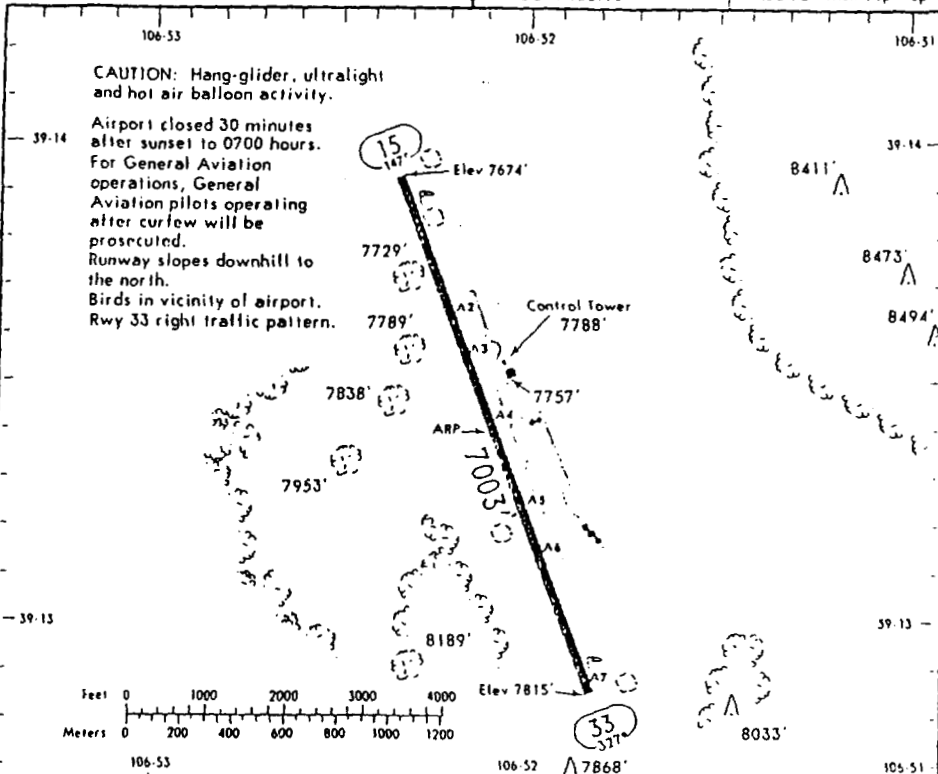 106-53
106-52
106-51
CAUTION: Hang-glider, ultralight
and hot air balloon activity.
39-14
Airport closed 30 minutes
after sunset to 0700 hours.
For General Aviation
operations, General
Aviation pilots operating
after curfew will be
prosecuted.
Runway slopes downhill to
the north.
Birds in vicinity of airport.
Rwy 33 right traffic pattern.
15
147°
Elev 7674'
39-14
8411'
7729'
8473'
A2
Control Tower
7788'
8494'
7789'
A3
7757'
7838'
A4
ARP
7003'
7953'
A5
A6
39-13
39-13
8189'
A7
Elev 7815'
33
327°
8033'
7868'
Feet 0 1000 2000 3000 4000
Meters 0 200 400 600 800 1000 1200
106-53
106-52
106-51